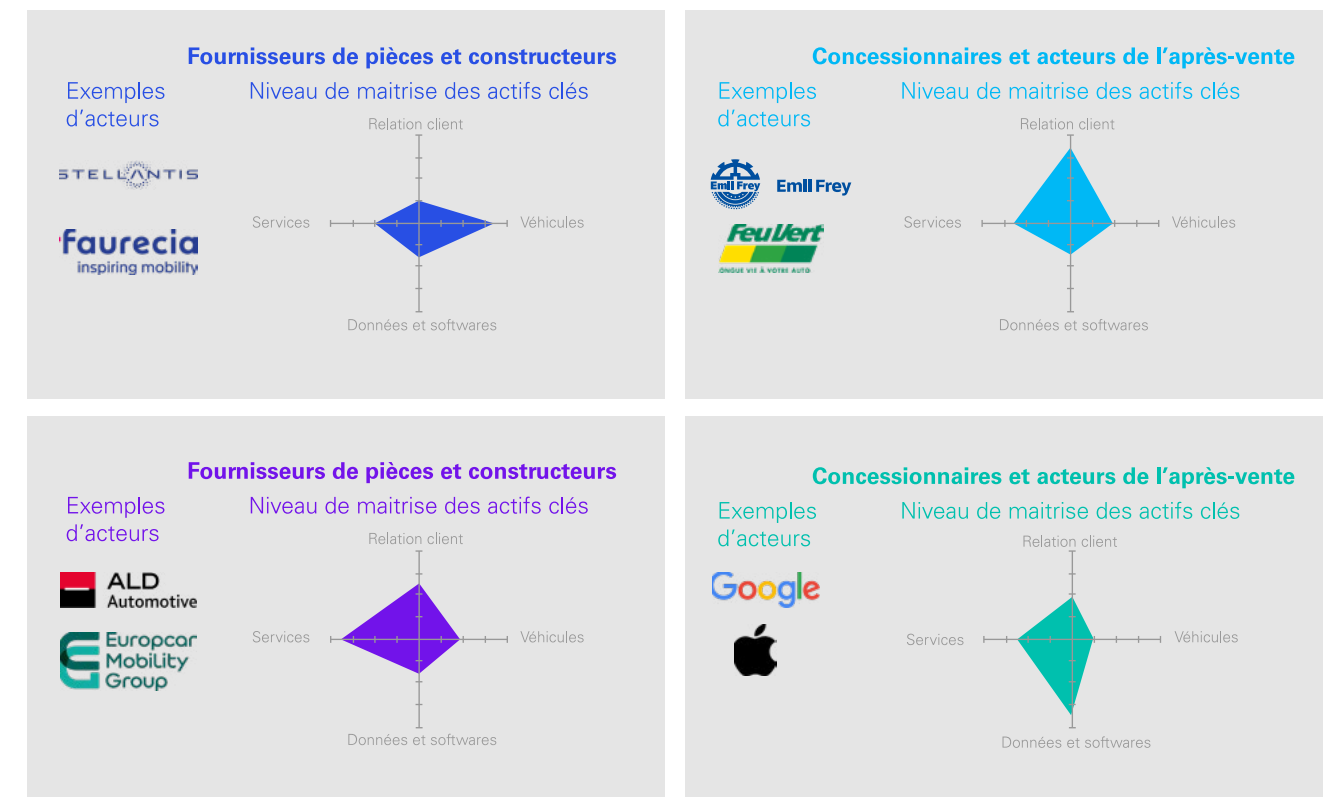 Fournisseurs de pièces et constructeurs
Exemples
d'acteurs
Niveau de maitrise des actifs clés
Relation client
STELLANTIS
Services
Véhicules
faurecia
inspiring mobility
Données et softwares
Concessionnaires et acteurs de l'après-vente
Exemples
d'acteurs
Niveau de maitrise des actifs clés
Relation client
Emil Frey
Emil Frey
Services
Véhicules
Feu Vert
ONGUE VIE À VOTRE AUTO
Données et softwares
Fournisseurs de pièces et constructeurs
Exemples
d'acteurs
Niveau de maitrise des actifs clés
Relation client
ALD
Automotive
Services
Véhicules
Europcar
Mobility
Group
Données et softwares
Concessionnaires et acteurs de l'après-vente
Exemples
d'acteurs
Niveau de maitrise des actifs clés
Relation client
Google
Services
Véhicules
Données et softwares